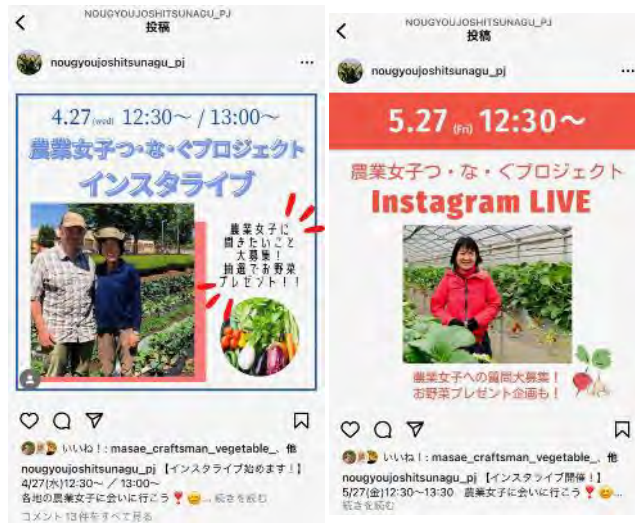 NOUGYOUJOSHITSUNAGU_PJ
投稿
nougyoujoshitsunagu_pj
4.27(wed) 12:30〜 / 13:00〜
農業女子つ・な・ぐプロジェクト
インスタライブ
農業女子に
聞きたいこと
大募集!
抽選でお野菜
プレゼント!!
いいね!:masae_craftsman_vegetable_、他
nougyoujoshitsunagu_pj 【インスタライブ始めます!】
4/27(水)12:30〜 / 13:00〜
各地の農業女子に会いに行こう❣️😊... 続きを読む
コメント13件をすべて見る
NOUGYOUJOSHITSUNAGU_PJ
投稿
nougyoujoshitsunagu_pj
5.27 (Fri) 12:30〜
農業女子つ・な・ぐプロジェクト
Instagram LIVE
農業女子への質問大募集!
お野菜プレゼント企画も!
いいね!:masae_craftsman_vegetable_、他
nougyoujoshitsunagu_pj 【インスタライブ開催!】
5/27(金)12:30〜13:30 農業女子に会いに行こう❣️😊...
続きを読む